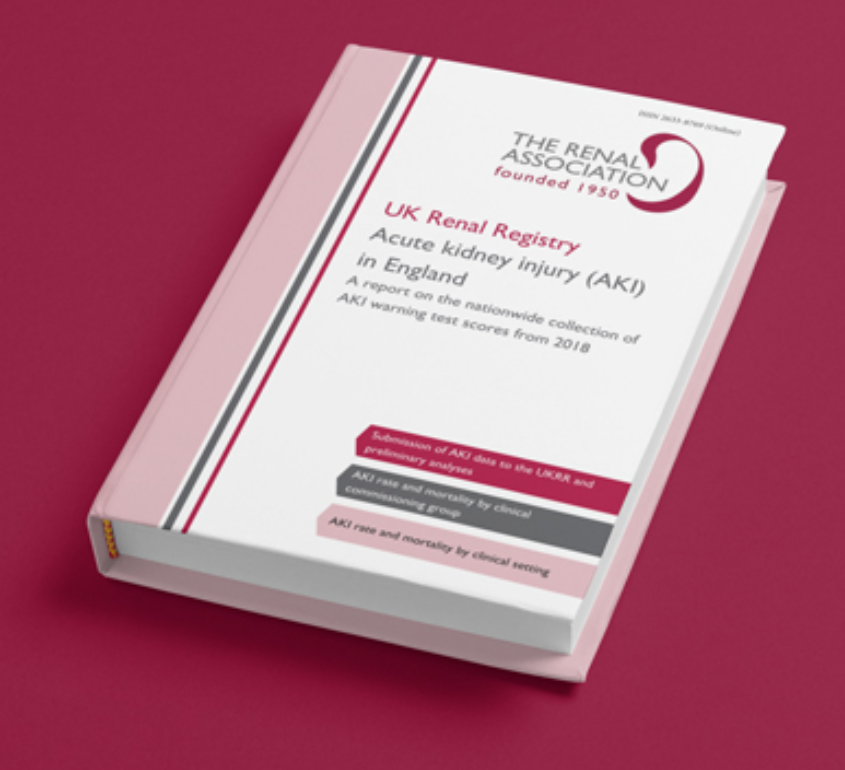 ISSN 2633-8769 (Online)
THE RENAL
ASSOCIATION
founded 1950
UK Renal Registry
Acute kidney injury (AKI)
in England
A report on the nationwide collection of
AKI warning test scores from 2018
Submission of AKI data to the UKRR and
preliminary analyses
AKI rate and mortality by clinical
commissioning group
AKI rate and mortality by clinical setting